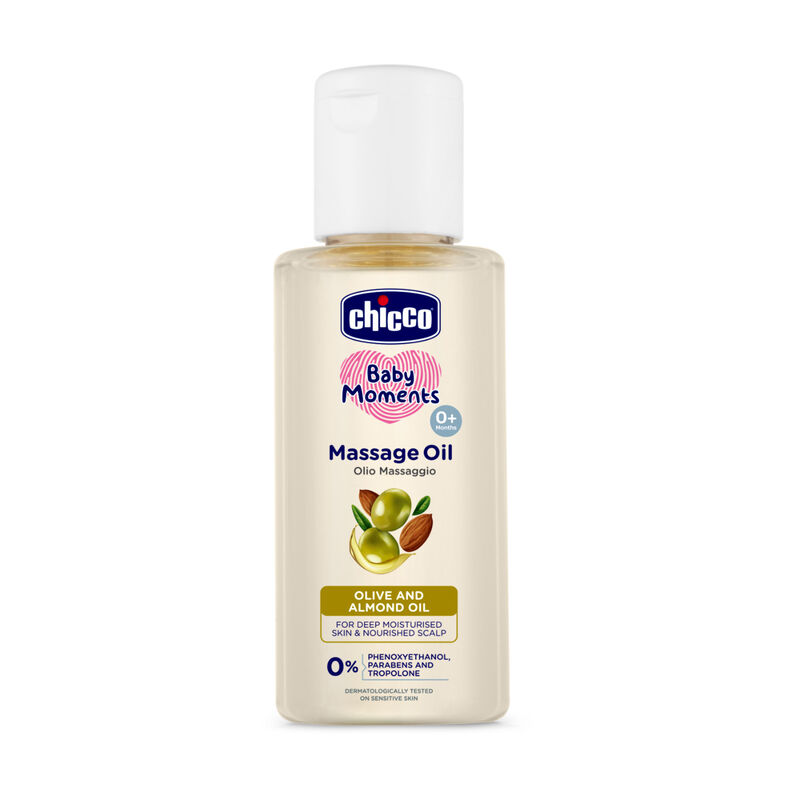 chicco
Baby
Moments
0+
Months
Massage Oil
Olio Massaggio
OLIVE AND
ALMOND OIL
FOR DEEP MOISTURISED
SKIN & NOURISHED SCALP
0% PHENOXYETHANOL,
PARABENS AND
TROPOLONE
DERMATOLOGICALLY TESTED
ON SENSITIVE SKIN